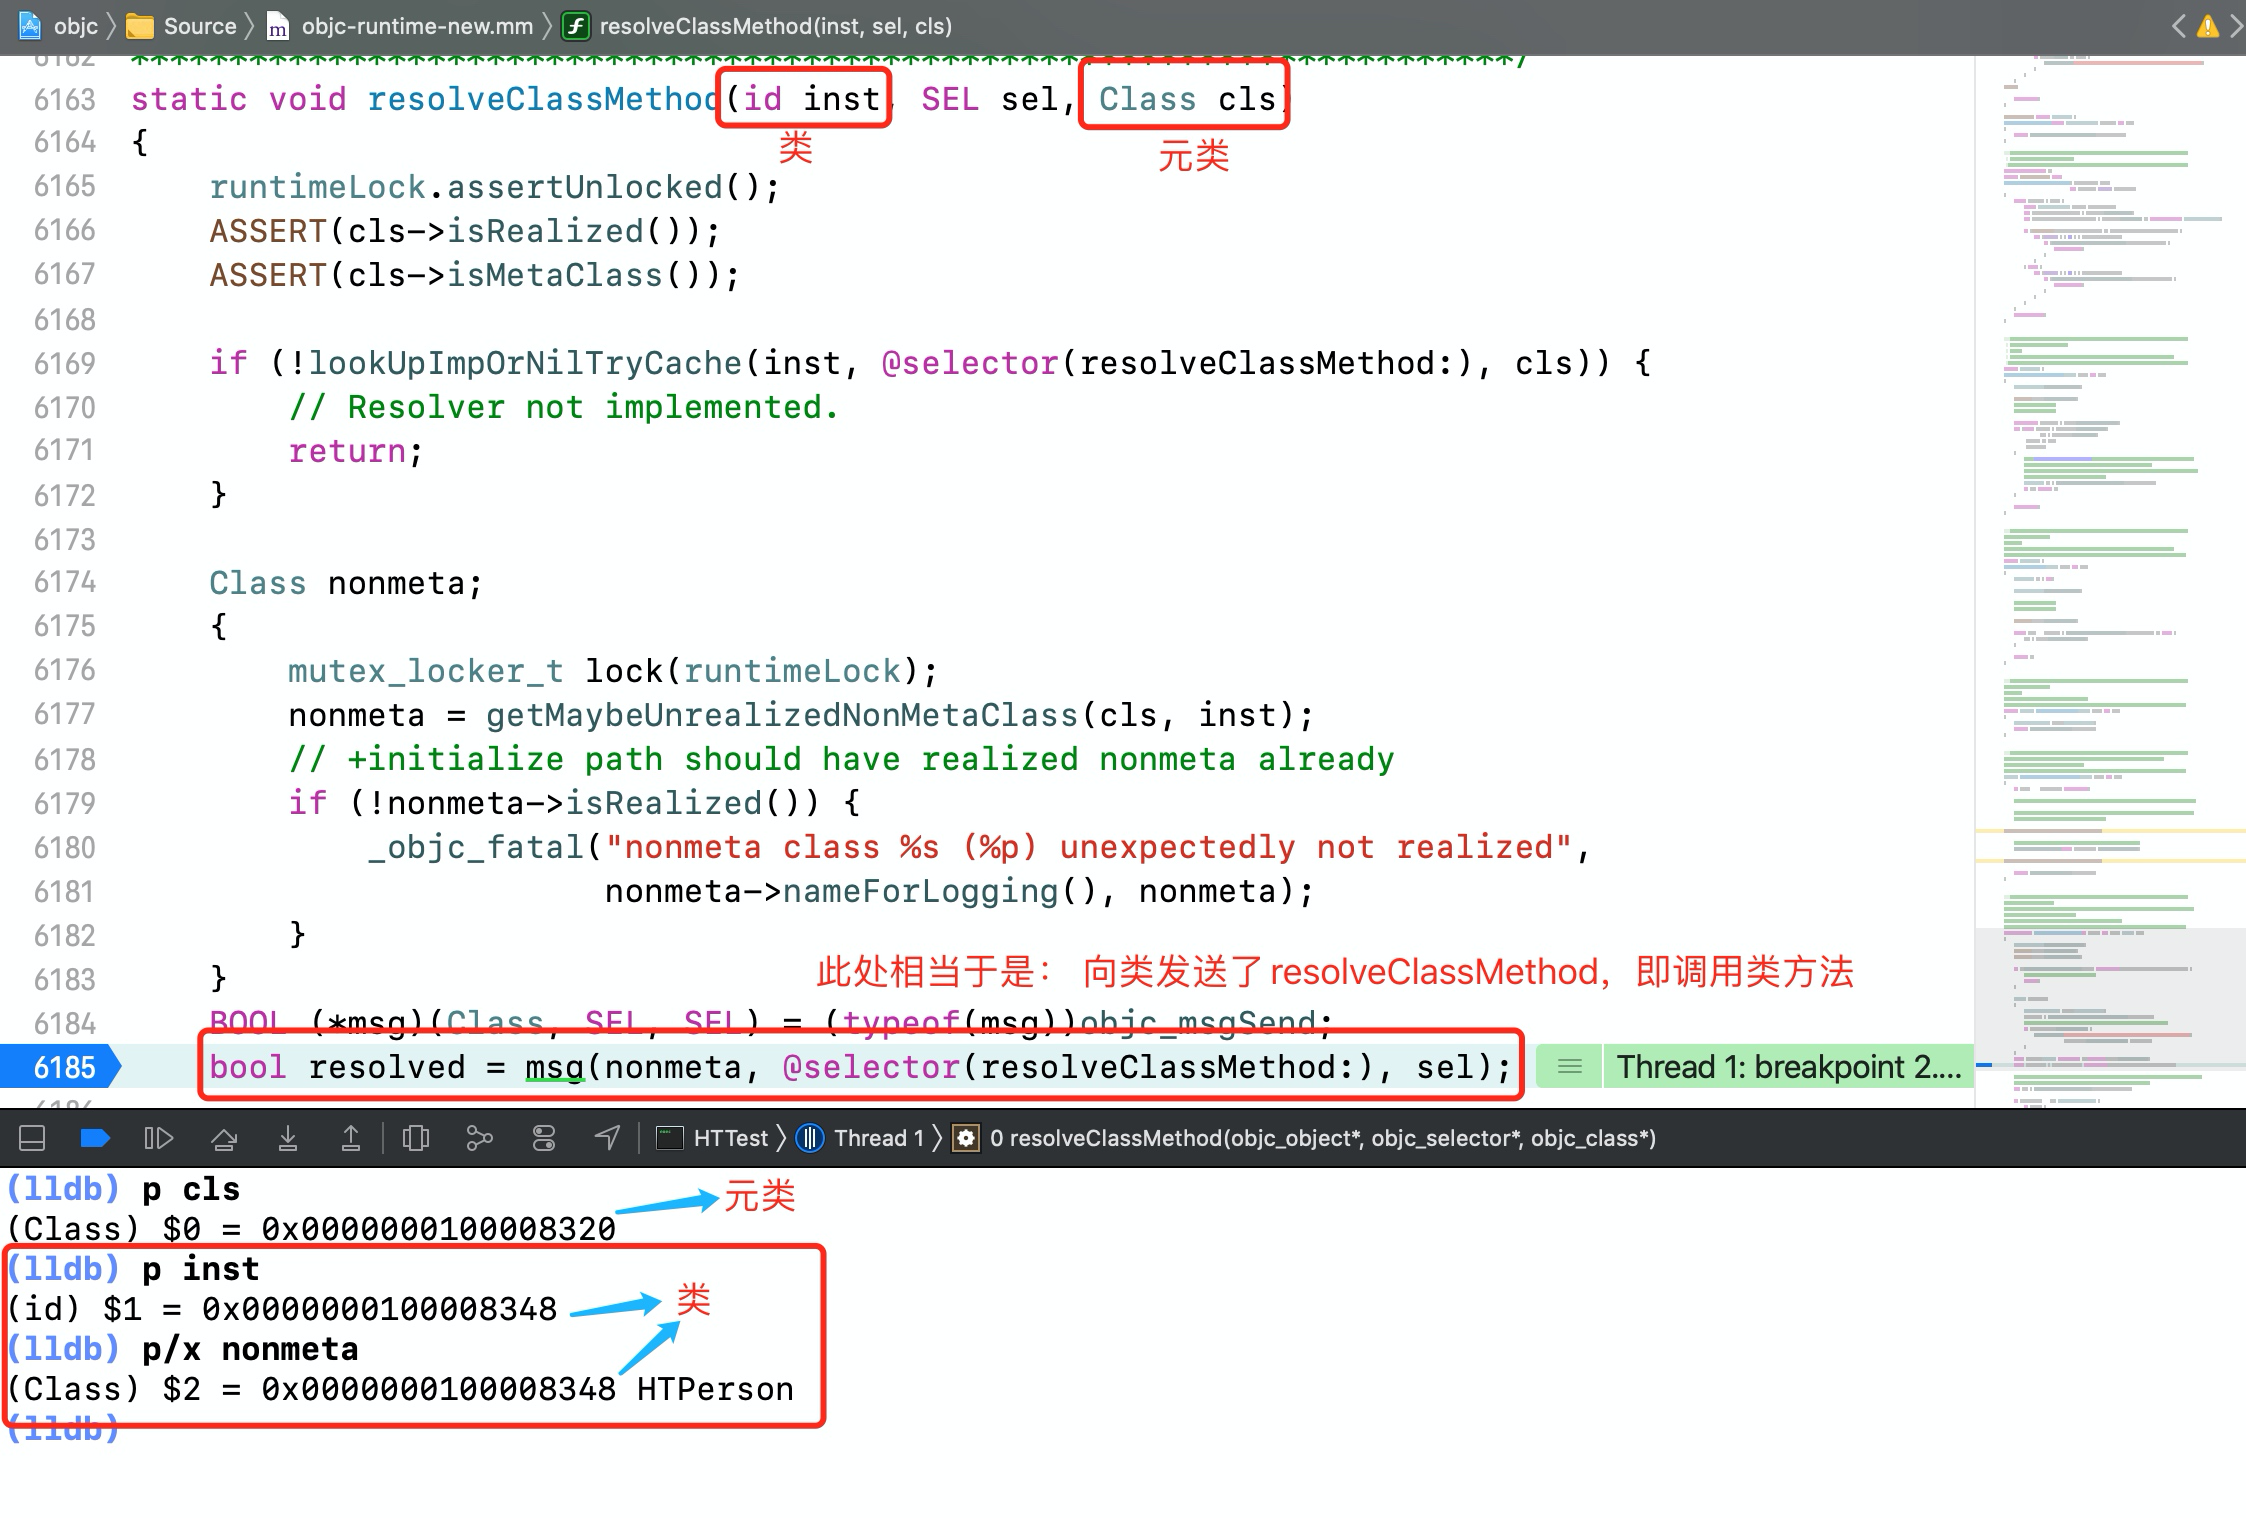 objc 〉 Source 〉 m objc-runtime-new.mm 〉 f resolveClassMethod(inst, sel, cls)
6163 static void resolveClassMethod(id inst, SEL sel, Class cls)
类
元类
6164 {
6165 runtimeLock.assertUnlocked();
6166 ASSERT(cls->isRealized());
6167 ASSERT(cls->isMetaClass());
6168
6169 if (!lookUpImpOrNilTryCache(inst, @selector(resolveClassMethod:), cls)) {
6170 // Resolver not implemented.
6171 return;
6172 }
6173
6174 Class nonmeta;
6175 {
6176 mutex_locker_t lock(runtimeLock);
6177 nonmeta = getMaybeUnrealizedNonMetaClass(cls, inst);
6178 // +initialize path should have realized nonmeta already
6179 if (!nonmeta->isRealized()) {
6180 _objc_fatal("nonmeta class %s (%p) unexpectedly not realized",
6181 nonmeta->nameForLogging(), nonmeta);
6182 }
此处相当于是： 向类发送了resolveClassMethod，即调用类方法
6183 }
6184 BOOL (*msg)(Class, SEL, SEL) = (typeof(msg))objc_msgSend;
6185 bool resolved = msg(nonmeta, @selector(resolveClassMethod:), sel); Thread 1: breakpoint 2....
HTTest 〉 Thread 1 〉 0 resolveClassMethod(objc_object*, objc_selector*, objc_class*)
(lldb) p cls
元类
(Class) $0 = 0x0000000100008320
(lldb) p inst
(id) $1 = 0x0000000100008348
类
(lldb) p/x nonmeta
(Class) $2 = 0x0000000100008348 HTPerson
(lldb)